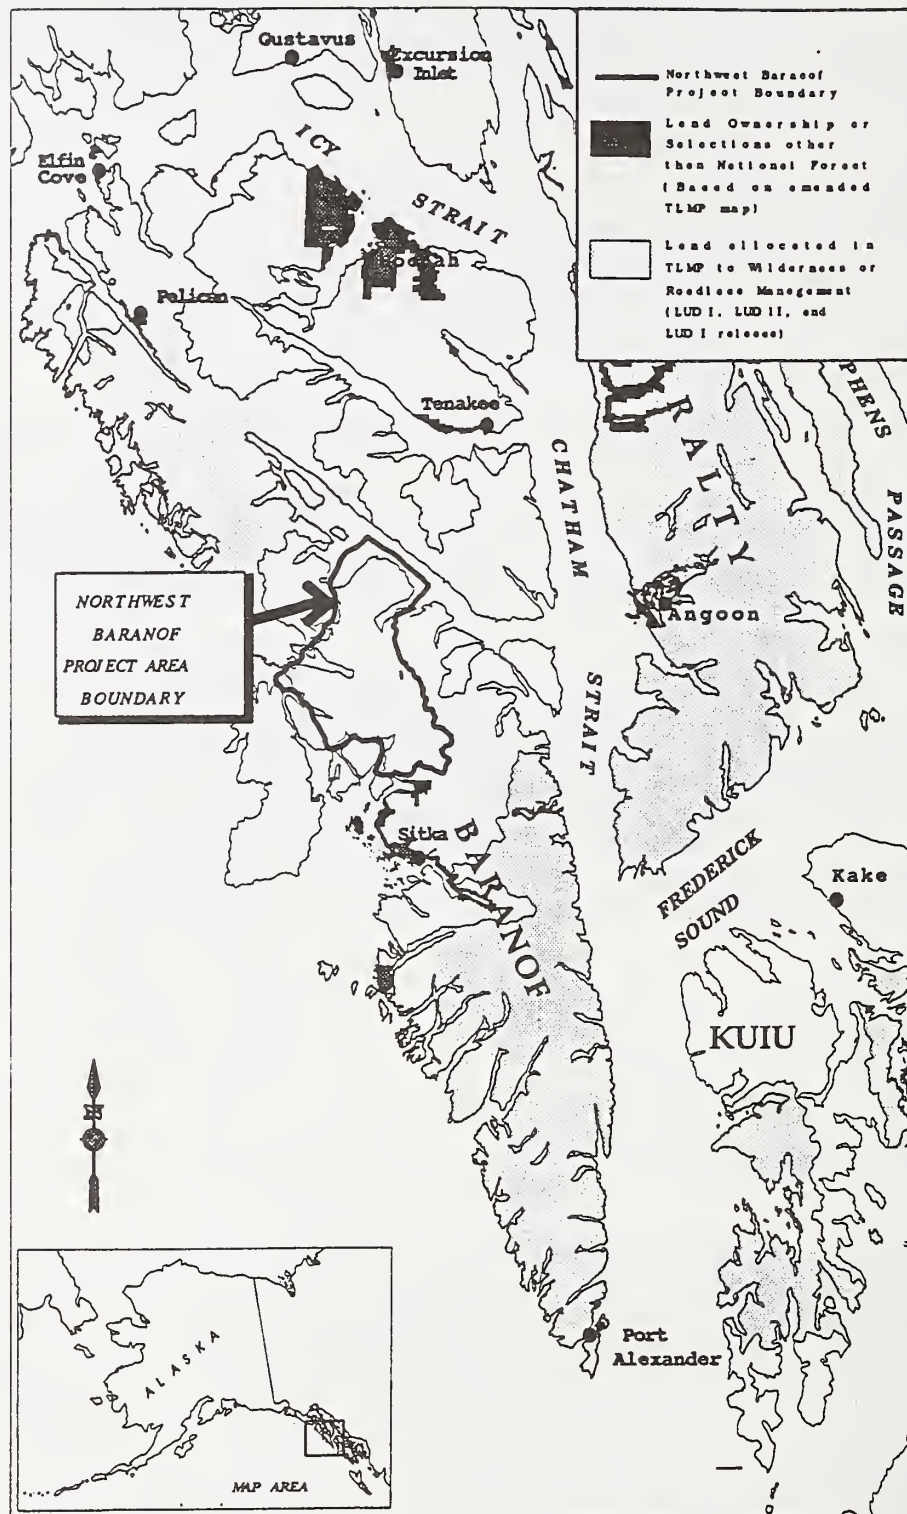 Gustavus
Excursion
Inlet
ICY
STRAIT
Elfin
Cove
Pelican
Tenakee
Northwest Baranof
Project Boundary
Land Ownership or
Selections other
than National Forest
(Based on amended
TLMP map)
Land allocated in
TLMP to Wilderness or
Roadless Management
(LUD I, LUD II, and
LUD I release)
RALTY
PHENS
PASSAGE
CHATHAM
STRAIT
Angoon
NORTHWEST
BARANOF
PROJECT AREA
BOUNDARY
Sitka
BARANOF
FREDERICK
SOUND
Kake
KUIU
N
Port
Alexander
ALASKA
MAP AREA